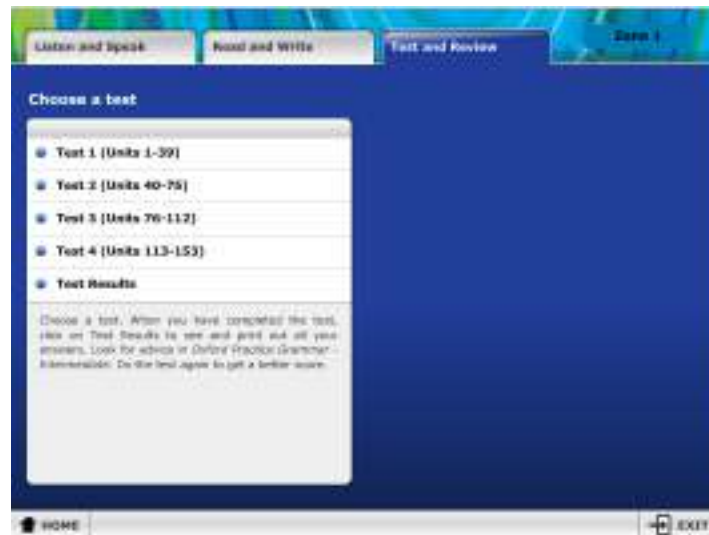 Listen and Speak
Read and Write
Test and Review
Choose a test
Test 1 (Units 1-39)
Test 2 (Units 40-75)
Test 3 (Units 76-112)
Test 4 (Units 113-153)
Test Results
Choose a test. When you have completed the test,
click on Test Results to see and print out all your
answers. Look for advice in Oxford Practice Grammar
Intermediate. Do the test again to get a better score.
HOME
EXIT